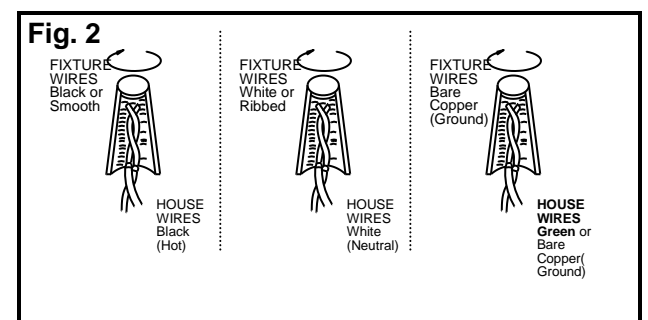 Fig. 2
FIXTURE
WIRES
Black or
Smooth
HOUSE
WIRES
Black
(Hot)
FIXTURE
WIRES
White or
Ribbed
HOUSE
WIRES
White
(Neutral)
FIXTURE
WIRES
Bare
Copper
(Ground)
HOUSE
WIRES
Green or
Bare
Copper(
Ground)